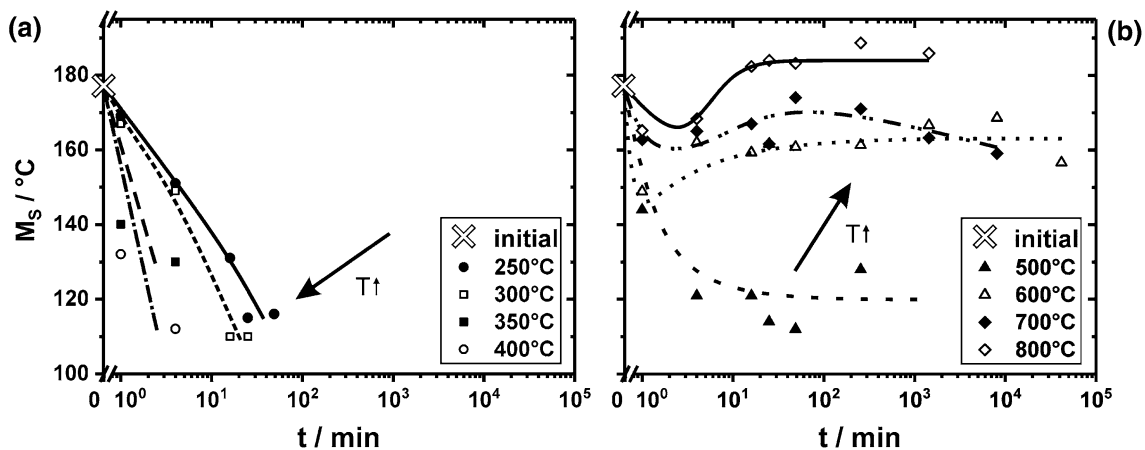 (a)
180
160
140
120
100
M_S / °C
initial
250°C
300°C
350°C
400°C
T↑
0 10^0 10^1 10^2 10^3 10^4 10^5
t / min
(b)
initial
500°C
600°C
700°C
800°C
T↑
0 10^0 10^1 10^2 10^3 10^4 10^5
t / min